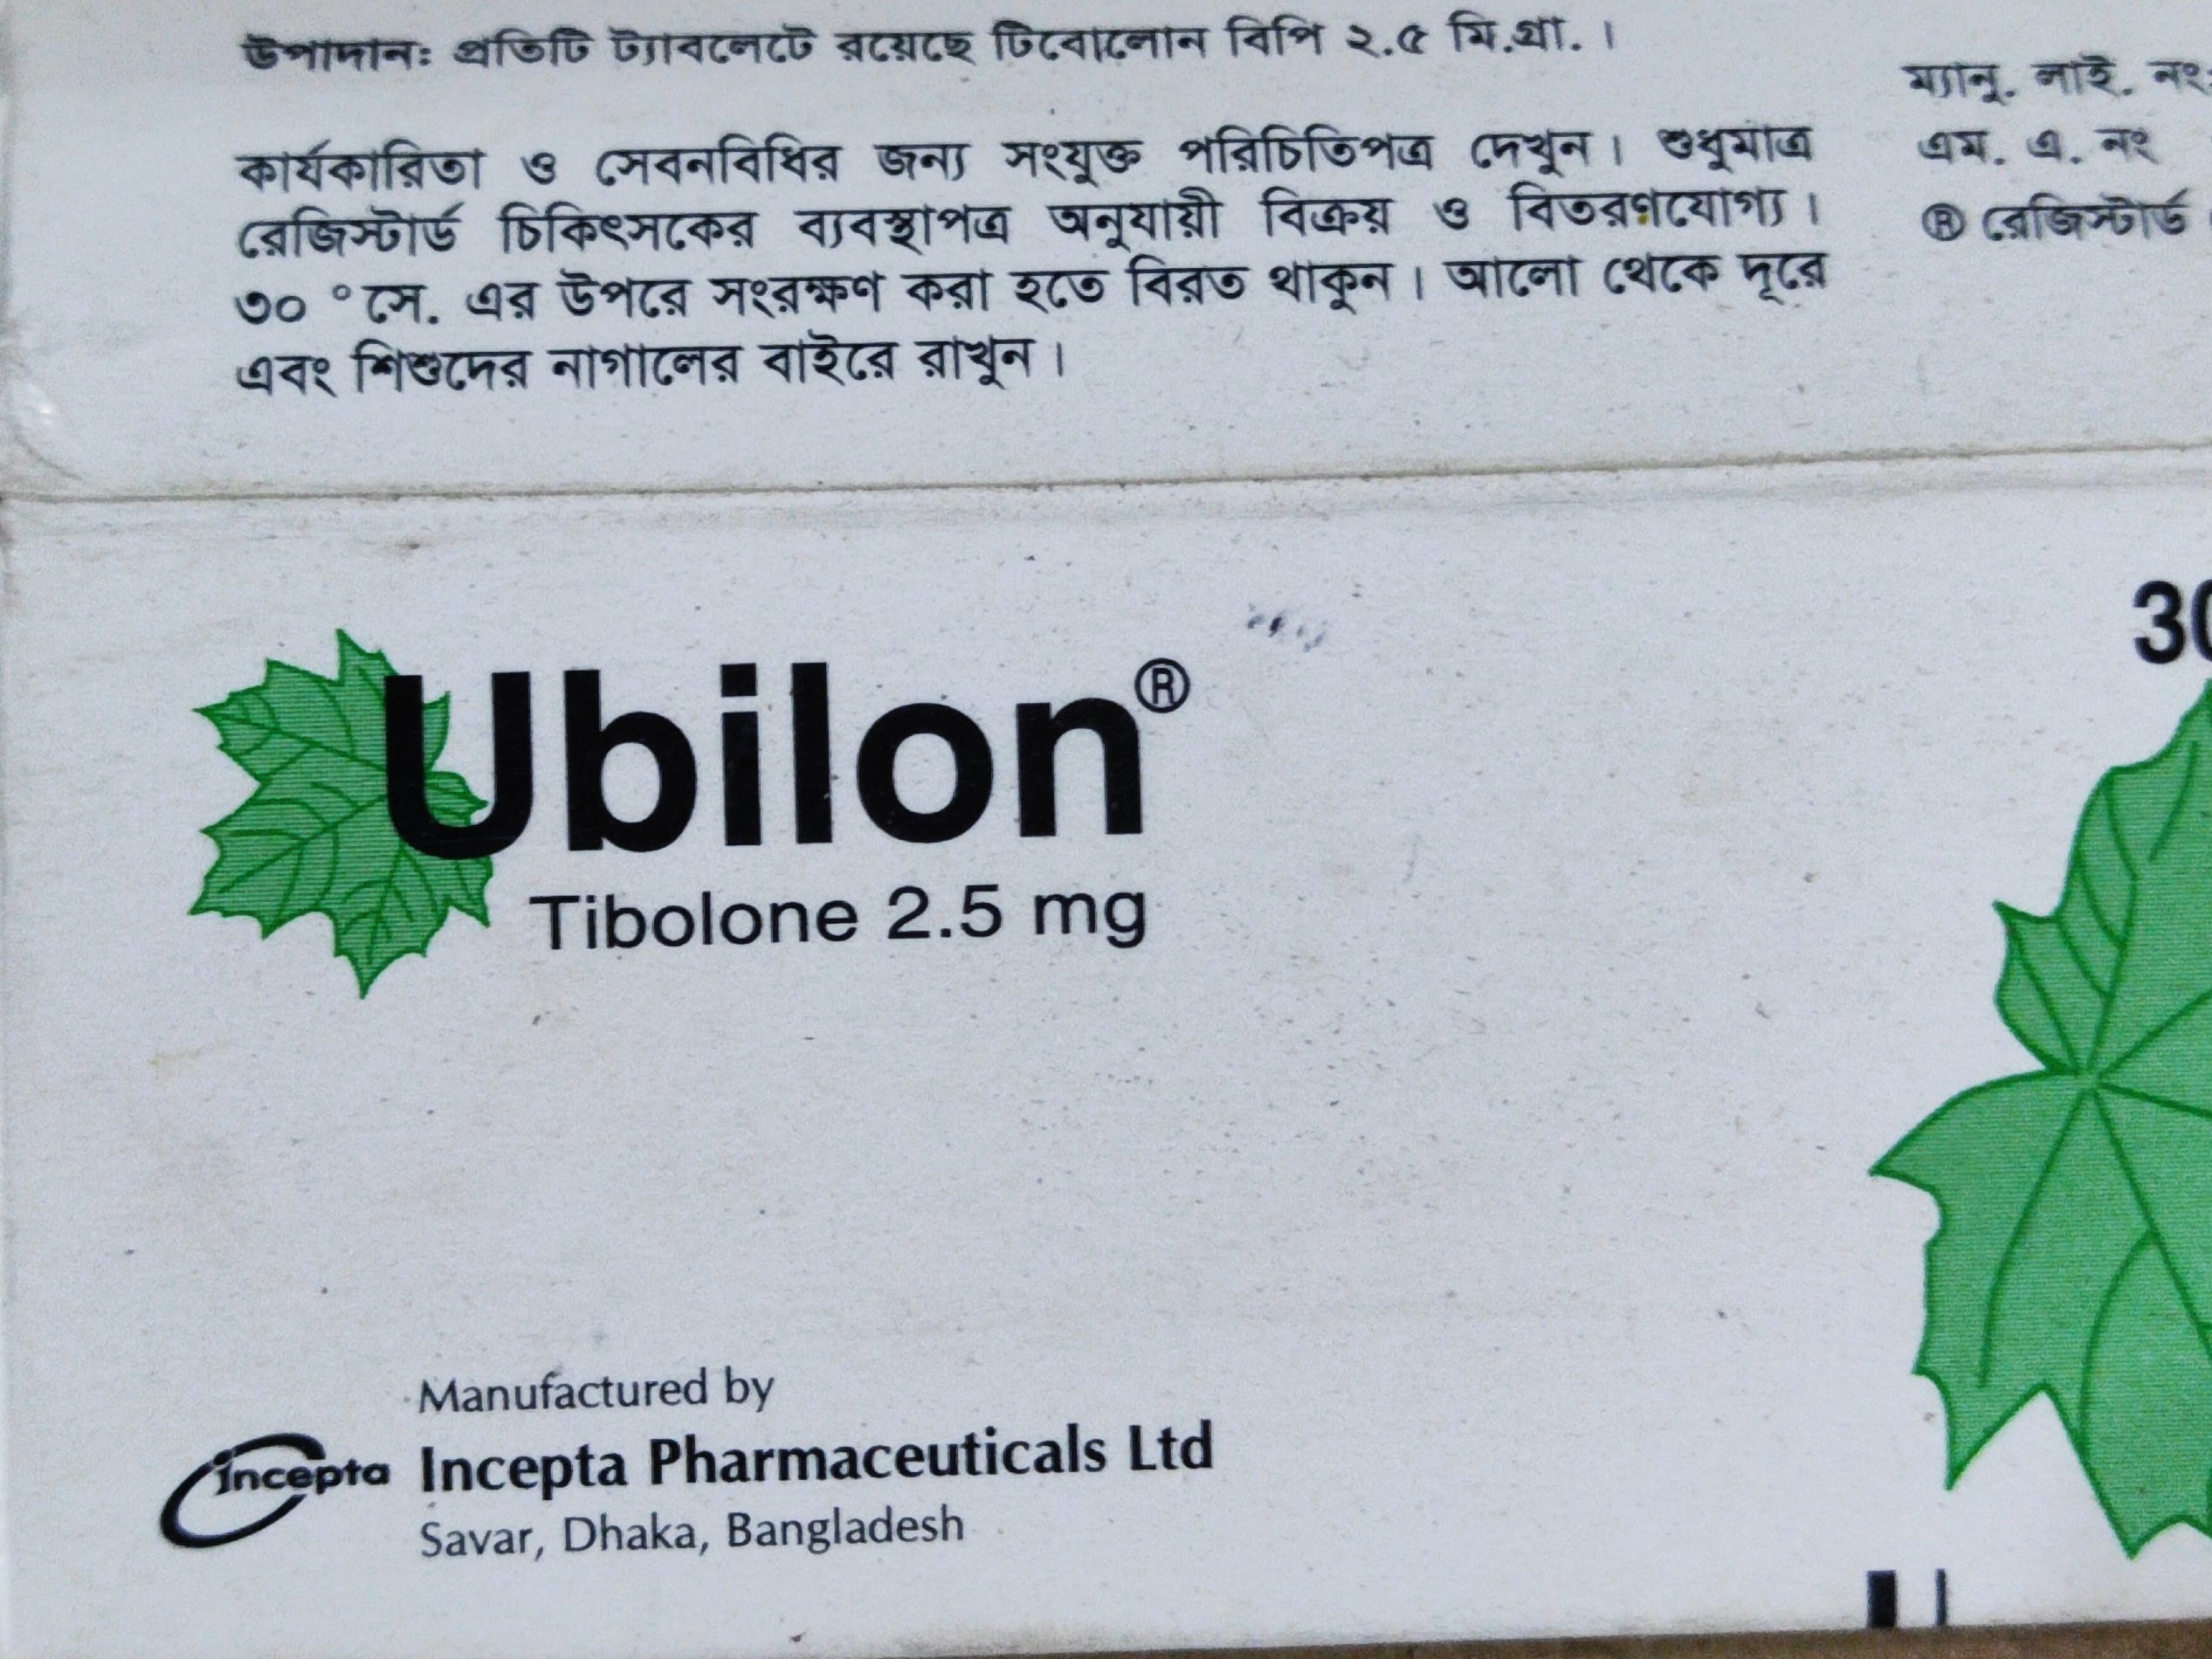 উপাদান: প্রতিটি ট্যাবলেটে রয়েছে টিবোলোন বিপি ২.৫ মি.গ্রা. ।
কার্যকারিতা ও সেবনবিধির জন্য সংযুক্ত পরিচিতিপত্র দেখুন। শুধুমাত্র
রেজিস্টার্ড চিকিৎসকের ব্যবস্থাপত্র অনুযায়ী বিক্রয় ও বিতরণযোগ্য।
৩০ °সে. এর উপরে সংরক্ষণ করা হতে বিরত থাকুন। আলো থেকে দূরে
এবং শিশুদের নাগালের বাইরে রাখুন।
ম্যানু. লাই. নং:
এম. এ. নং
® রেজিস্টার্ড
30
Ubilon®
Tibolone 2.5 mg
Manufactured by
incepta Incepta Pharmaceuticals Ltd
Savar, Dhaka, Bangladesh